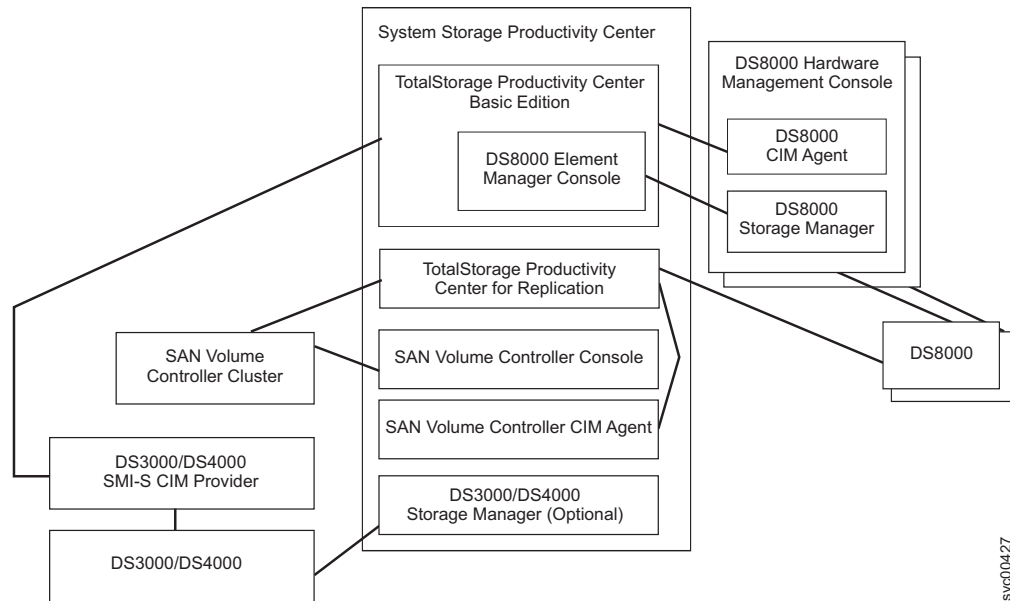 System Storage Productivity Center
TotalStorage Productivity Center
Basic Edition
DS8000 Element
Manager Console
DS8000 Hardware
Management Console
DS8000
CIM Agent
DS8000
Storage Manager
TotalStorage Productivity
Center for Replication
SAN Volume Controller Console
SAN Volume Controller CIM Agent
DS3000/DS4000
Storage Manager (Optional)
SAN Volume
Controller Cluster
DS3000/DS4000
SMI-S CIM Provider
DS3000/DS4000
DS8000
svc00427